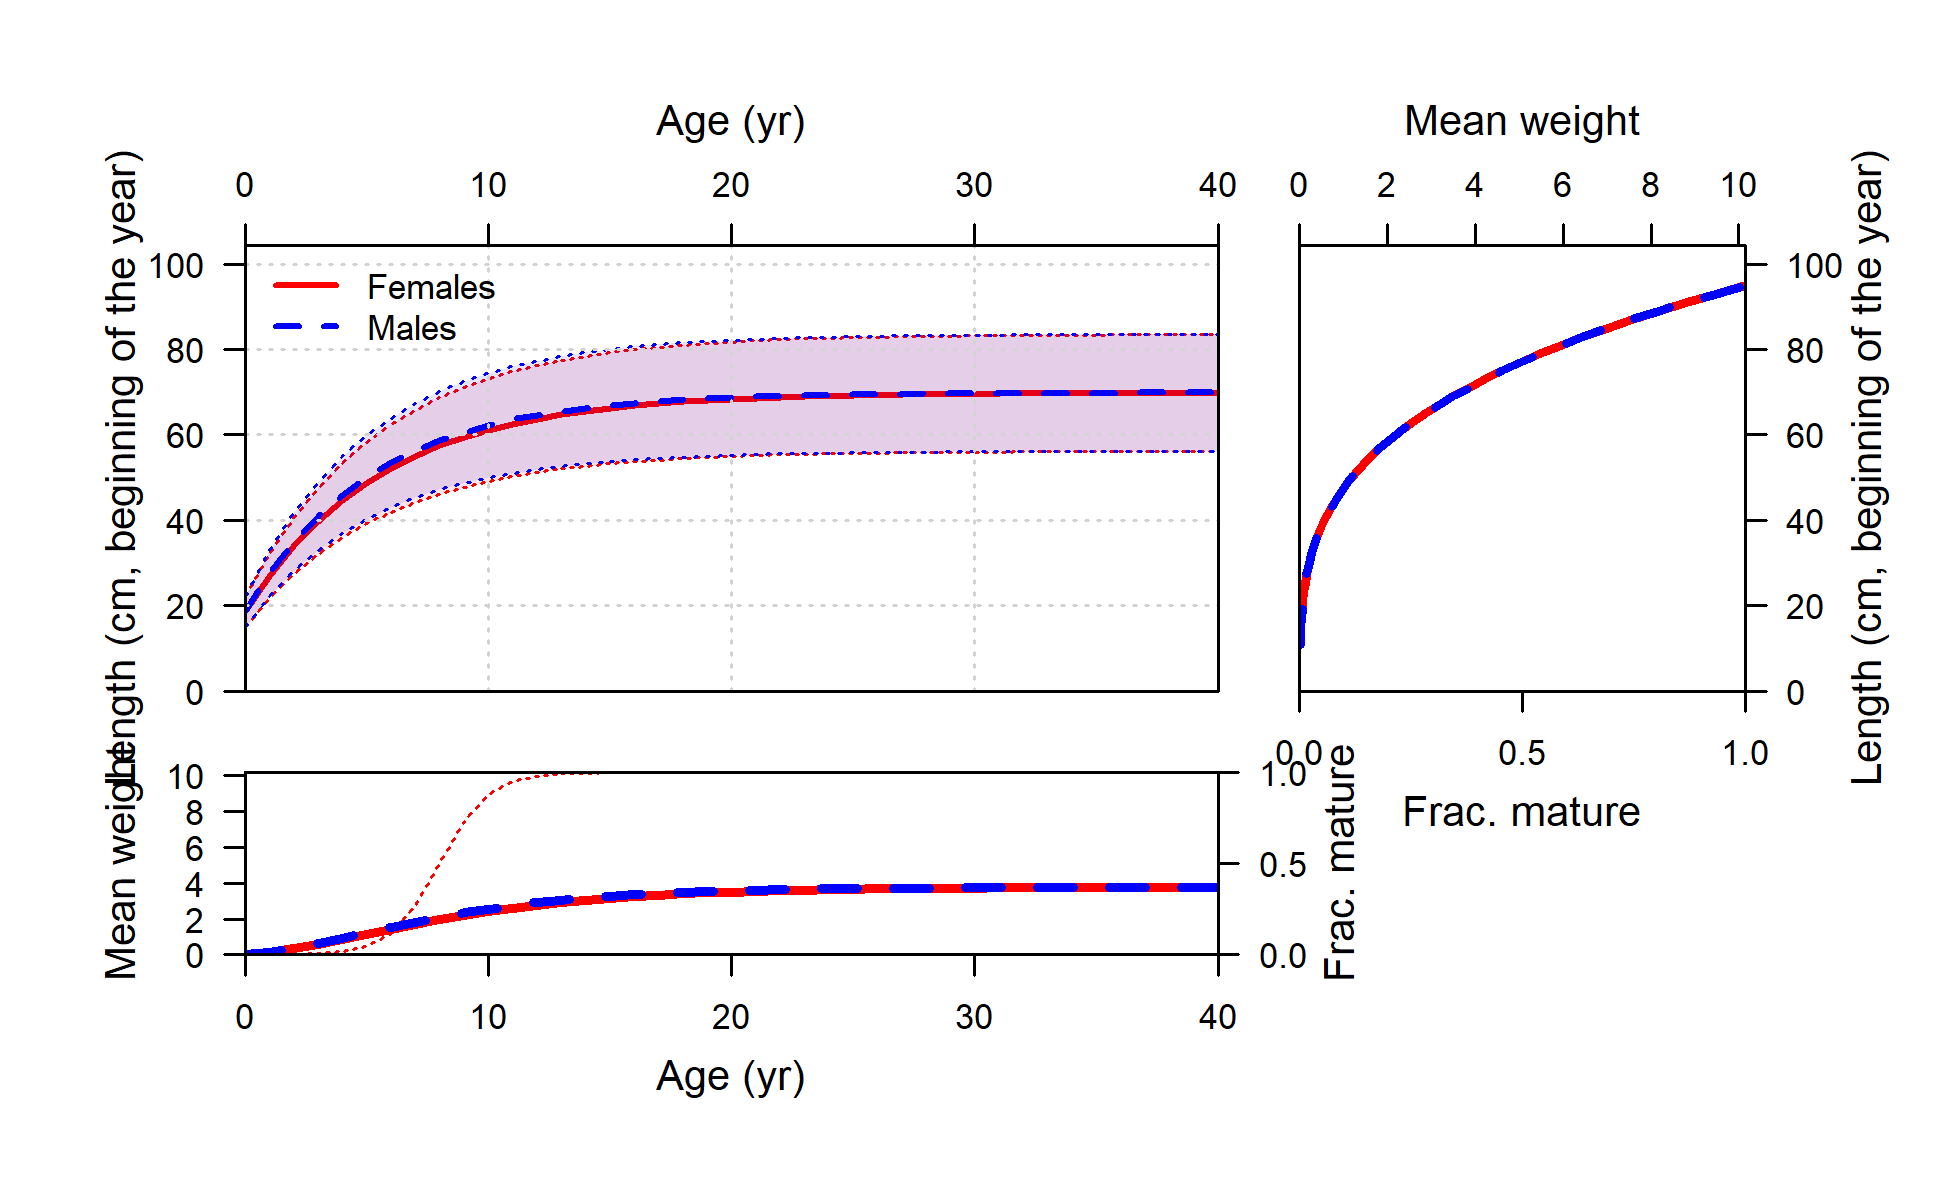 Age (yr)
Mean weight
0 10 20 30 40
0 2 4 6 8 10
Length (cm, beginning of the year)
100
80
60
40
20
0
Females
Males
100
80
60
40
20
0
Length (cm, beginning of the year)
0.0 0.5 1.0
Frac. mature
Mean weight
10
8
6
4
2
0
1.0
0.5
0.0
Frac. mature
0 10 20 30 40
Age (yr)